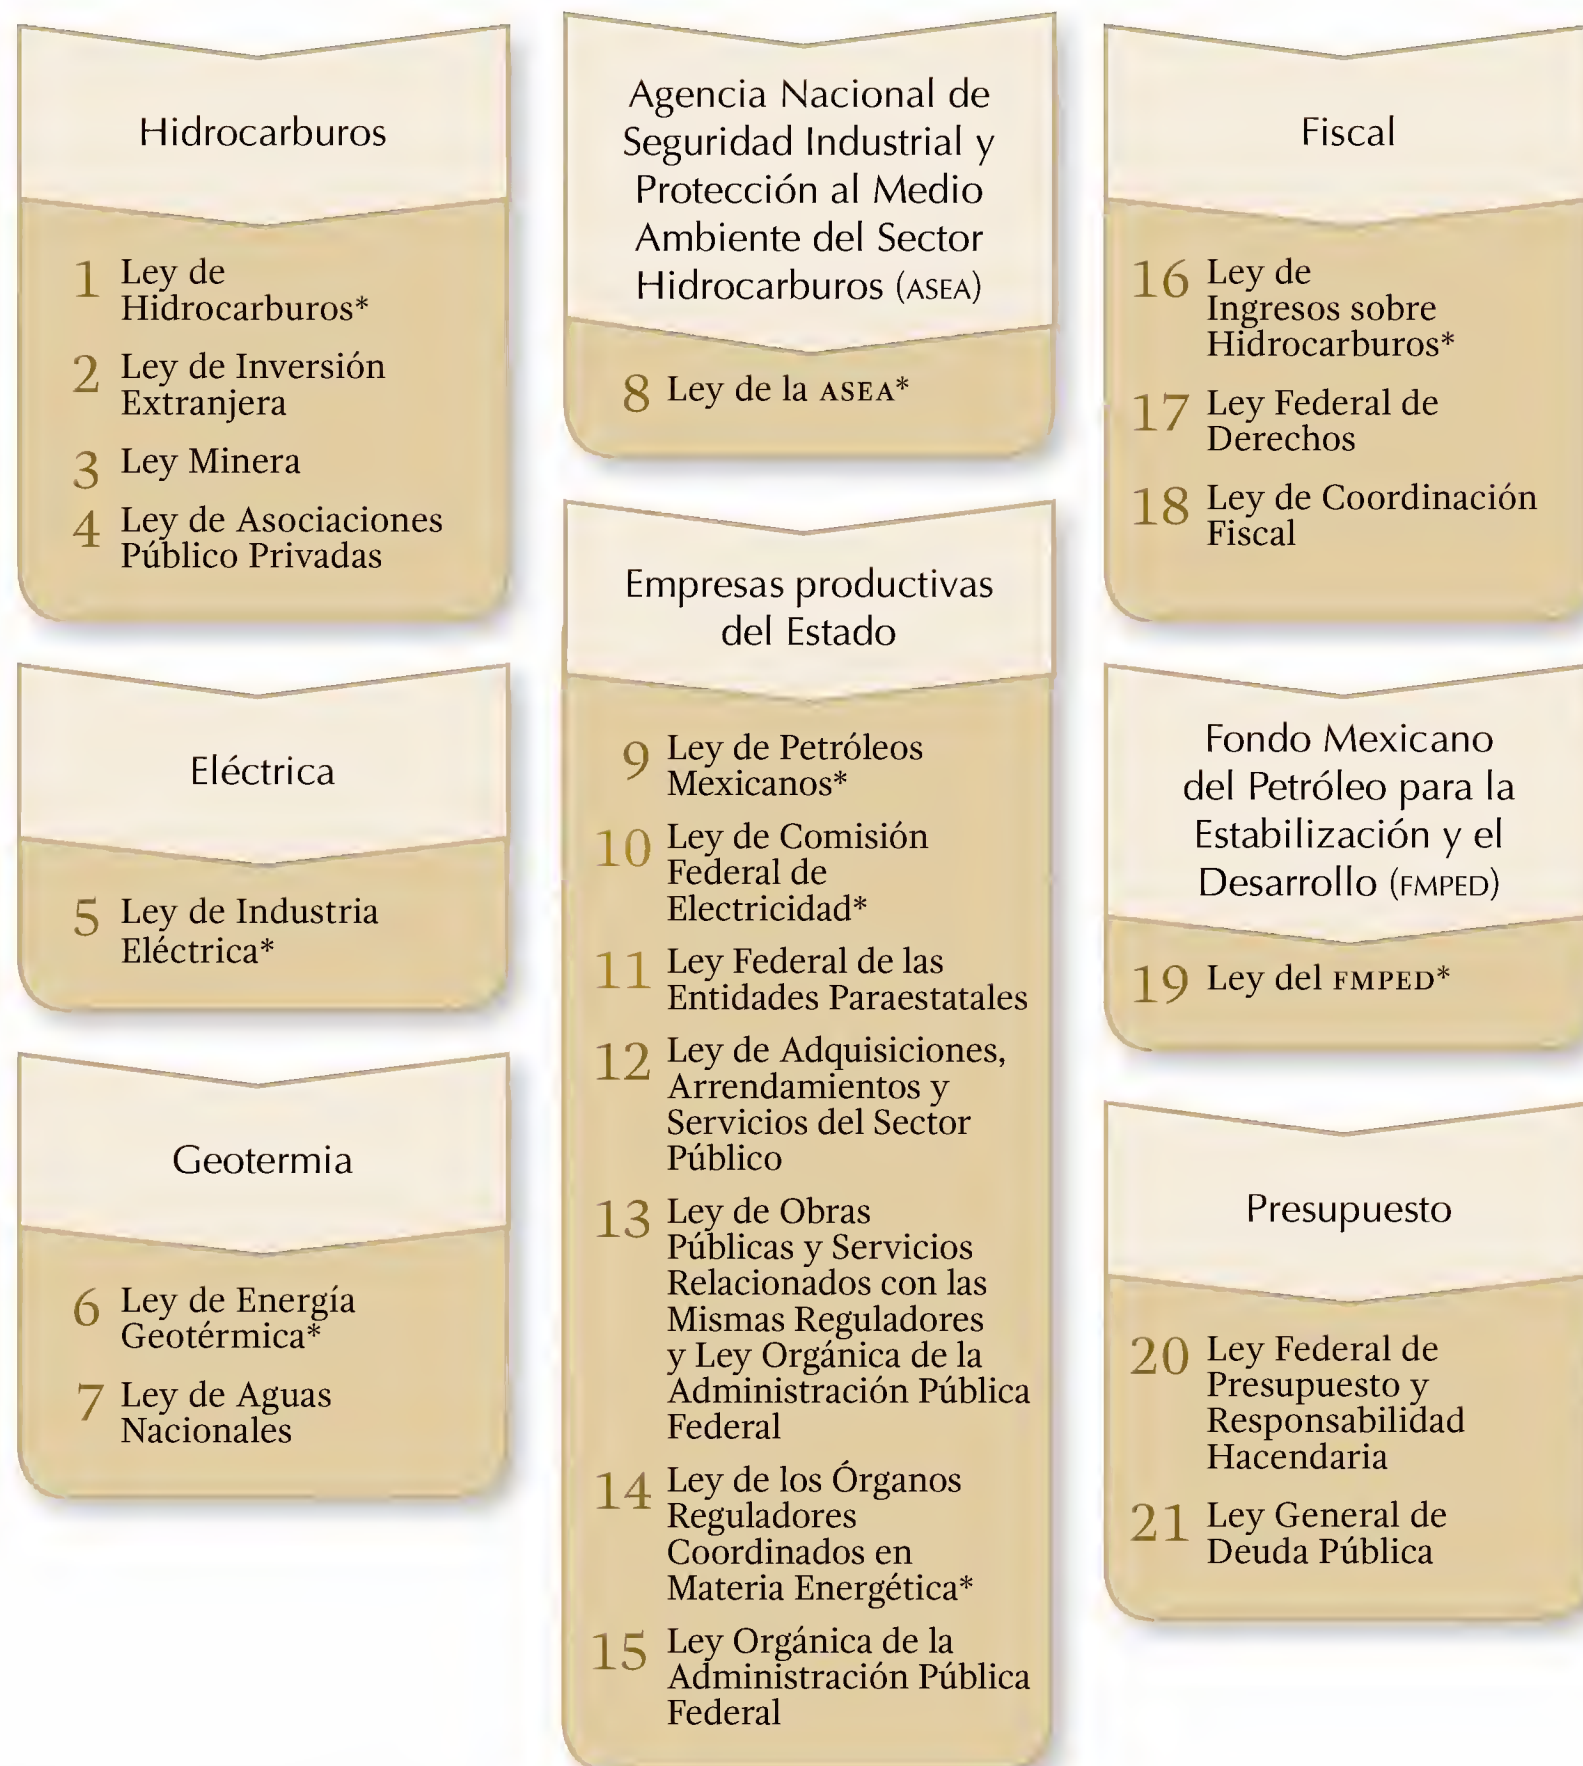 Hidrocarburos
1 Ley de
Hidrocarburos*
2 Ley de Inversión
Extranjera
3 Ley Minera
4 Ley de Asociaciones
Público Privadas
Eléctrica
5 Ley de Industria
Eléctrica*
Geotermia
6 Ley de Energía
Geotérmica*
7 Ley de Aguas
Nacionales
Agencia Nacional de
Seguridad Industrial y
Protección al Medio
Ambiente del Sector
Hidrocarburos (ASEA)
8 Ley de la ASEA*
Empresas productivas
del Estado
9 Ley de Petróleos
Mexicanos*
10 Ley de Comisión
Federal de
Electricidad*
11 Ley Federal de las
Entidades Paraestatales
12 Ley de Adquisiciones,
Arrendamientos y
Servicios del Sector
Público
13 Ley de Obras
Públicas y Servicios
Relacionados con las
Mismas Reguladores
y Ley Orgánica de la
Administración Pública
Federal
14 Ley de los Órganos
Reguladores
Coordinados en
Materia Energética*
15 Ley Orgánica de la
Administración Pública
Federal
Fiscal
16 Ley de
Ingresos sobre
Hidrocarburos*
17 Ley Federal de
Derechos
18 Ley de Coordinación
Fiscal
Fondo Mexicano
del Petróleo para la
Estabilización y el
Desarrollo (FMPED)
19 Ley del FMPED*
Presupuesto
20 Ley Federal de
Presupuesto y
Responsabilidad
Hacendaria
21 Ley General de
Deuda Pública